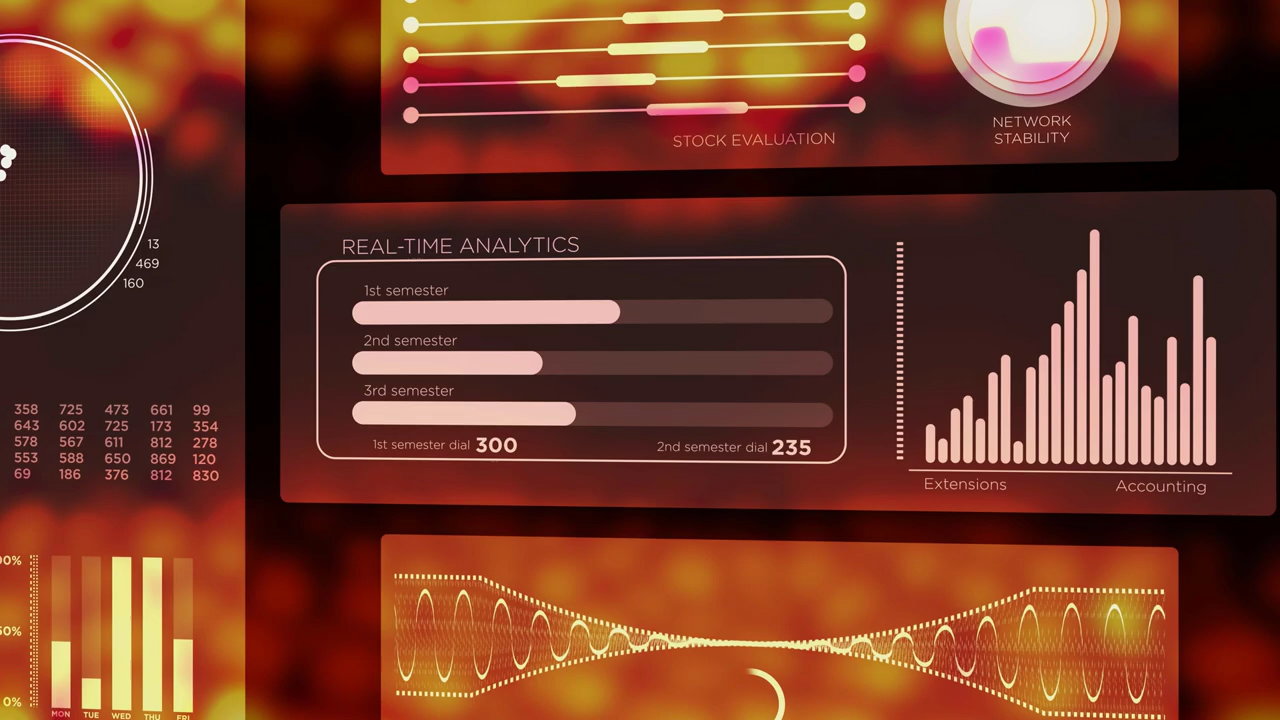 STOCK EVALUATION
NETWORK
STABILITY
13
469
160
REAL-TIME ANALYTICS
1st semester
2nd semester
3rd semester
1st semester dial 300
2nd semester dial 235
Extensions
Accounting
358 725 473 661 99
643 602 725 173 354
578 567 611 812 278
553 588 650 869 120
69 186 376 812 830
50%
0%
MON TUE WED THU FRI